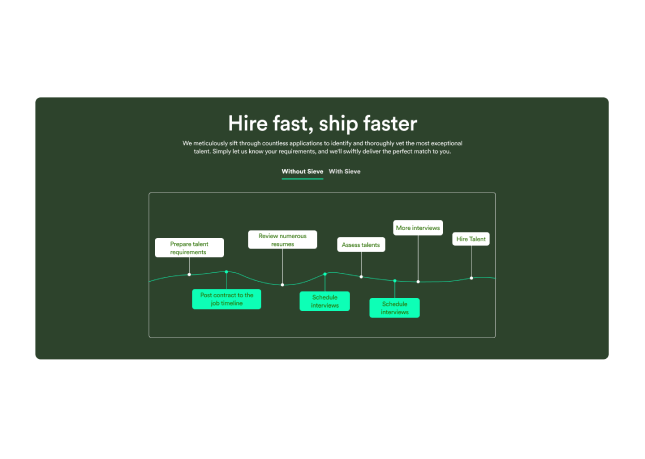 Hire fast, ship faster
We meticulously sift through countless applications to identify and thoroughly vet the most exceptional
talent. Simply let us know your requirements, and we'll swiftly deliver the perfect match to you.
Without Sieve With Sieve
Prepare talent
requirements
Post contract to the
job timeline
Review numerous
resumes
Schedule
interviews
Assess talents
Schedule
interviews
More interviews
Hire Talent